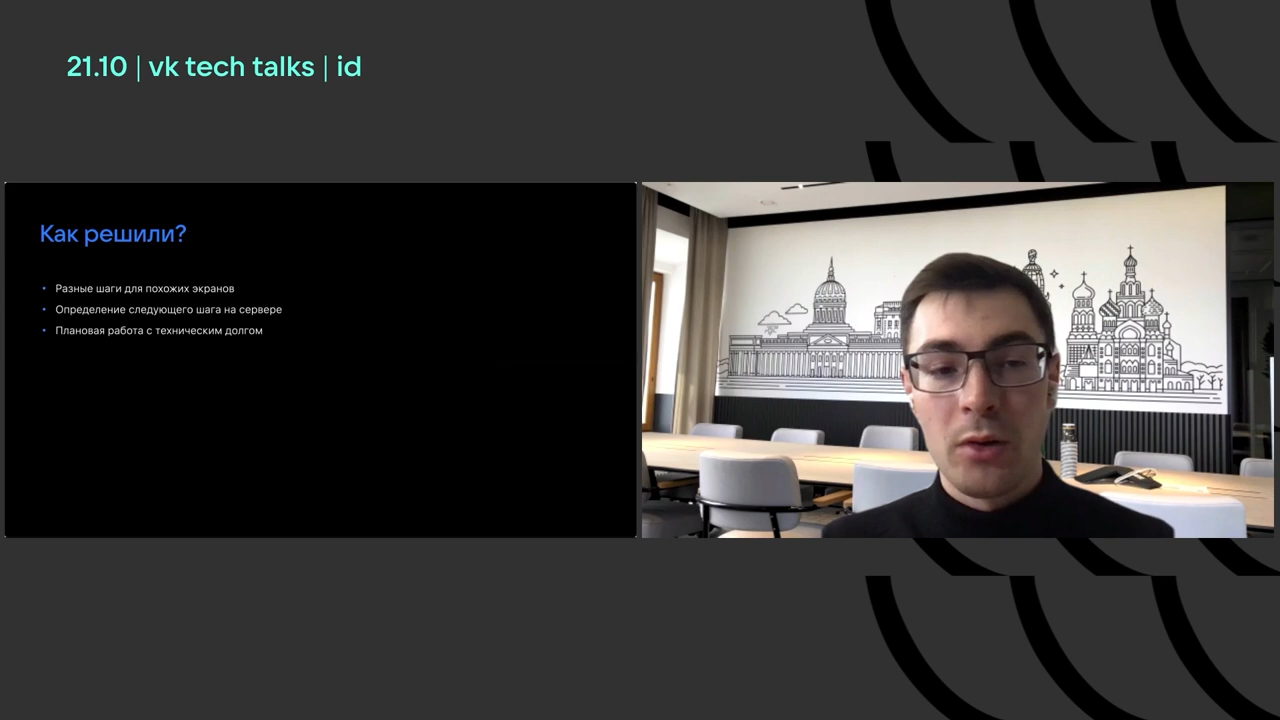 21.10 | vk tech talks | id
Как решили?
• Разные шаги для похожих экранов
• Определение следующего шага на сервере
• Плановая работа с техническим долгом